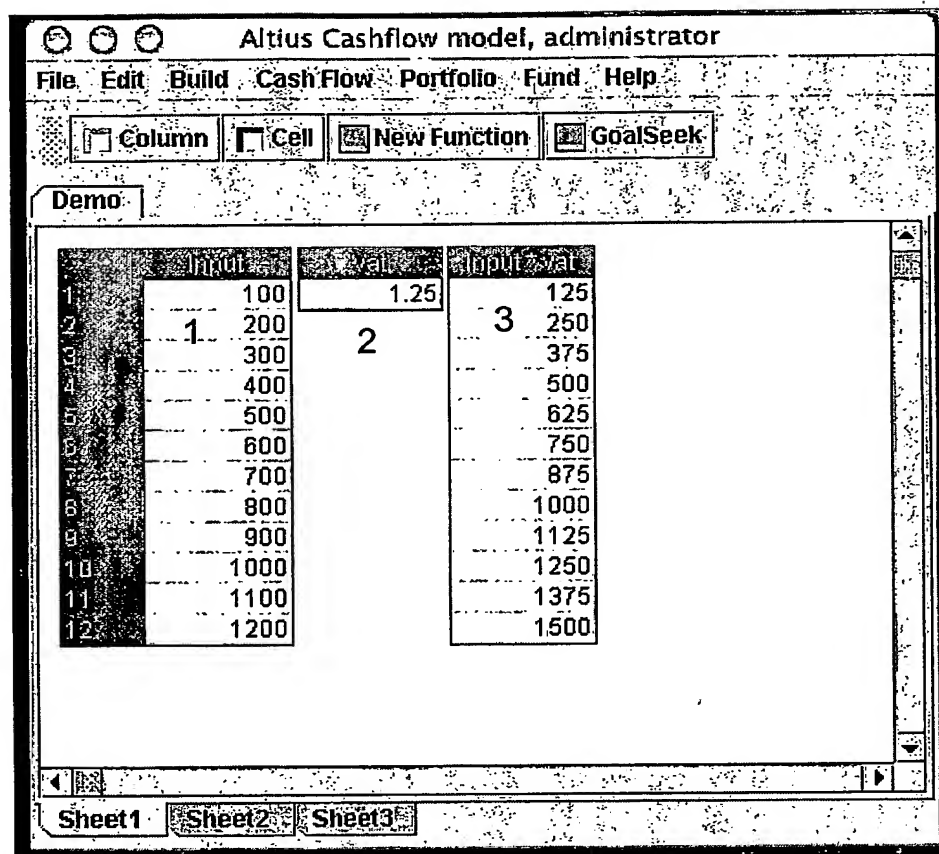 Altius Cashflow model, administrator
File Edit Build Cash Flow Portfolio Fund Help
Column Cell New Function GoalSeek
Demo
Input vat Input * vat
1 100 1.25 125
2 200 250
1 2 3
3 300 375
4 400 500
5 500 625
6 600 750
7 700 875
8 800 1000
9 900 1125
10 1000 1250
11 1100 1375
12 1200 1500
Sheet1 Sheet2 Sheet3